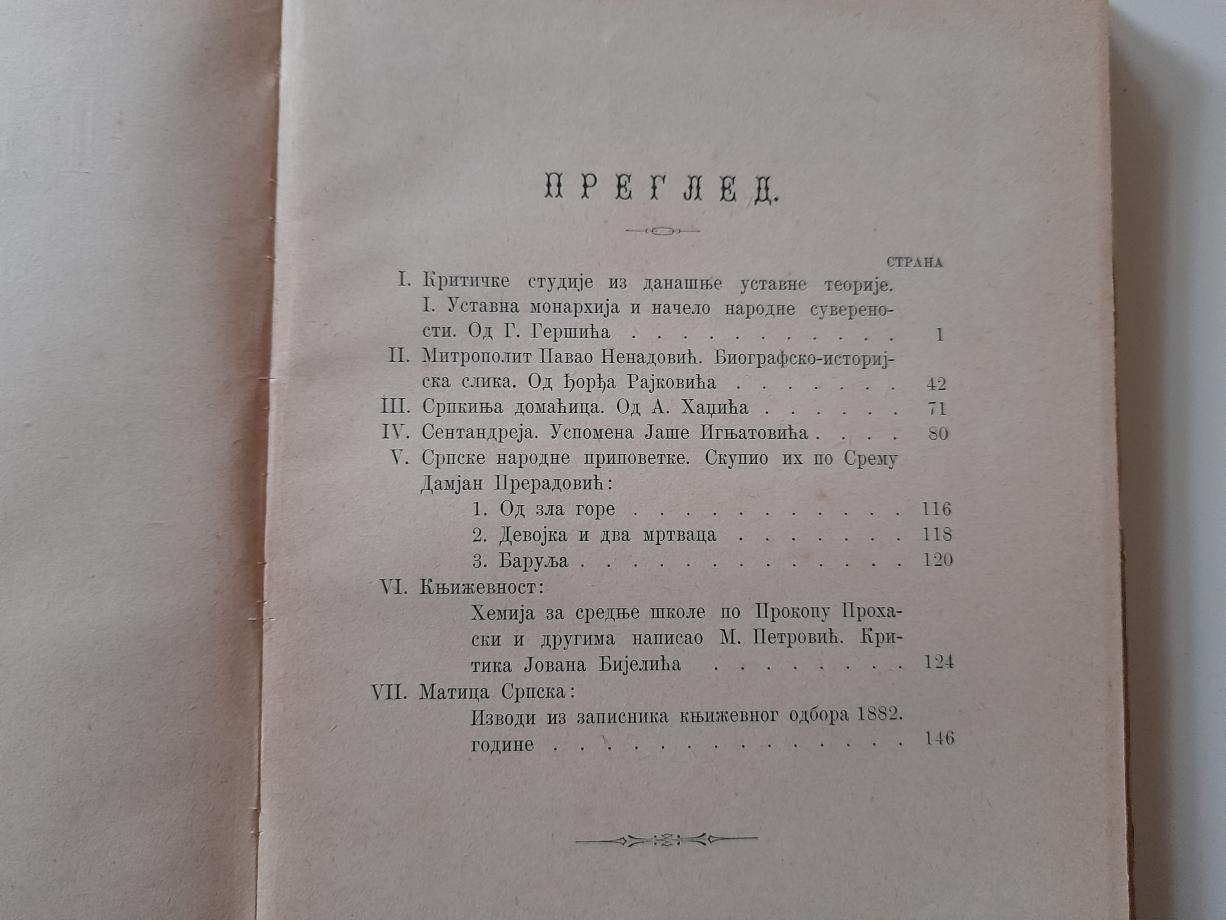 ПРЕГЛЕД.
СТРАНА
I. Критичке студије из данашње уставне теорије.
I. Уставна монархија и начело народне суверено-
сти. Од Г. Гершића . . . . . . . . . . . 1
II. Митрополит Павао Ненадовић. Биографско-историј-
ска слика. Од Ђорђа Рајковића . . . . . . . 42
III. Српкиња домаћица. Од А. Хаџића . . . . . . 71
IV. Сентандреја. Успомена Јаше Игњатовића . . . . 80
V. Српске народне приповетке. Скупио их по Срему
Дамјан Прерадовић:
1. Од зла горе . . . . . . . . . . . 116
2. Девојка и два мртваца . . . . . . . 118
3. Баруља . . . . . . . . . . . . . 120
VI. Књижевност:
Хемија за средње школе по Прокопу Проха-
ски и другима написао М. Петровић. Кри-
тика Јована Бијелића . . . . . . . . 124
VII. Матица Српска:
Изводи из записника књижевног одбора 1882.
године . . . . . . . . . . . . . . 146